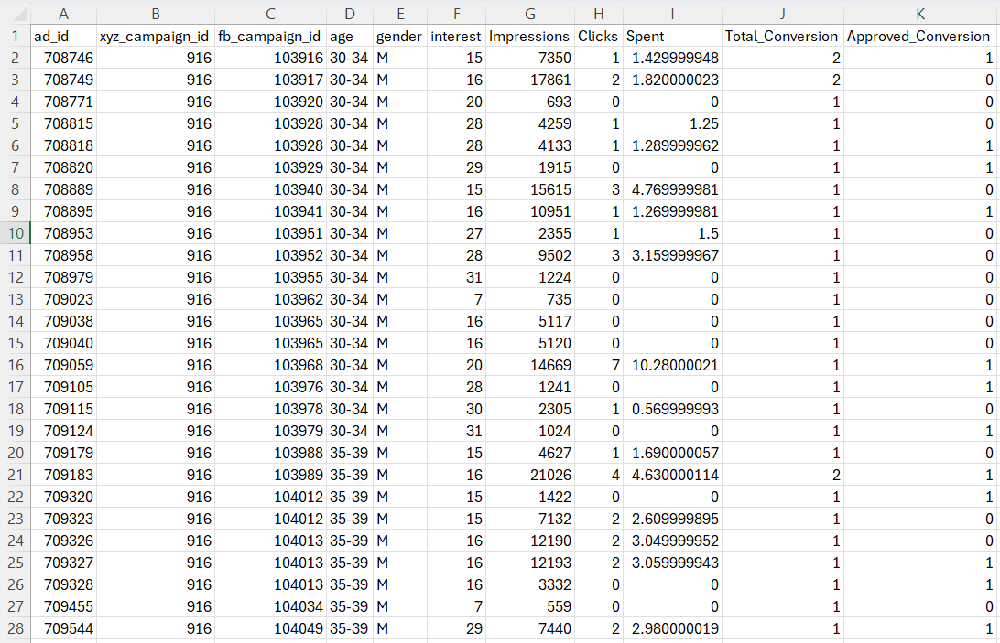 A B C D E F G H I J K
1 ad_id xyz_campaign_id fb_campaign_id age gender interest Impressions Clicks Spent Total_Conversion Approved_Conversion
2 708746 916 103916 30-34 M 15 7350 1 1.429999948 2 1
3 708749 916 103917 30-34 M 16 17861 2 1.820000023 2 0
4 708771 916 103920 30-34 M 20 693 0 0 1 0
5 708815 916 103928 30-34 M 28 4259 1 1.25 1 0
6 708818 916 103928 30-34 M 28 4133 1 1.289999962 1 1
7 708820 916 103929 30-34 M 29 1915 0 0 1 1
8 708889 916 103940 30-34 M 15 15615 3 4.769999981 1 0
9 708895 916 103941 30-34 M 16 10951 1 1.269999981 1 1
10 708953 916 103951 30-34 M 27 2355 1 1.5 1 0
11 708958 916 103952 30-34 M 28 9502 3 3.159999967 1 0
12 708979 916 103955 30-34 M 31 1224 0 0 1 0
13 709023 916 103962 30-34 M 7 735 0 0 1 0
14 709038 916 103965 30-34 M 16 5117 0 0 1 0
15 709040 916 103965 30-34 M 16 5120 0 0 1 0
16 709059 916 103968 30-34 M 20 14669 7 10.28000021 1 1
17 709105 916 103976 30-34 M 28 1241 0 0 1 1
18 709115 916 103978 30-34 M 30 2305 1 0.569999993 1 0
19 709124 916 103979 30-34 M 31 1024 0 0 1 1
20 709179 916 103988 35-39 M 15 4627 1 1.690000057 1 0
21 709183 916 103989 35-39 M 16 21026 4 4.630000114 2 1
22 709320 916 104012 35-39 M 15 1422 0 0 1 1
23 709323 916 104012 35-39 M 15 7132 2 2.609999895 1 0
24 709326 916 104013 35-39 M 16 12190 2 3.049999952 1 0
25 709327 916 104013 35-39 M 16 12193 2 3.059999943 1 1
26 709328 916 104013 35-39 M 16 3332 0 0 1 1
27 709455 916 104034 35-39 M 7 559 0 0 1 0
28 709544 916 104049 35-39 M 29 7440 2 2.980000019 1 1